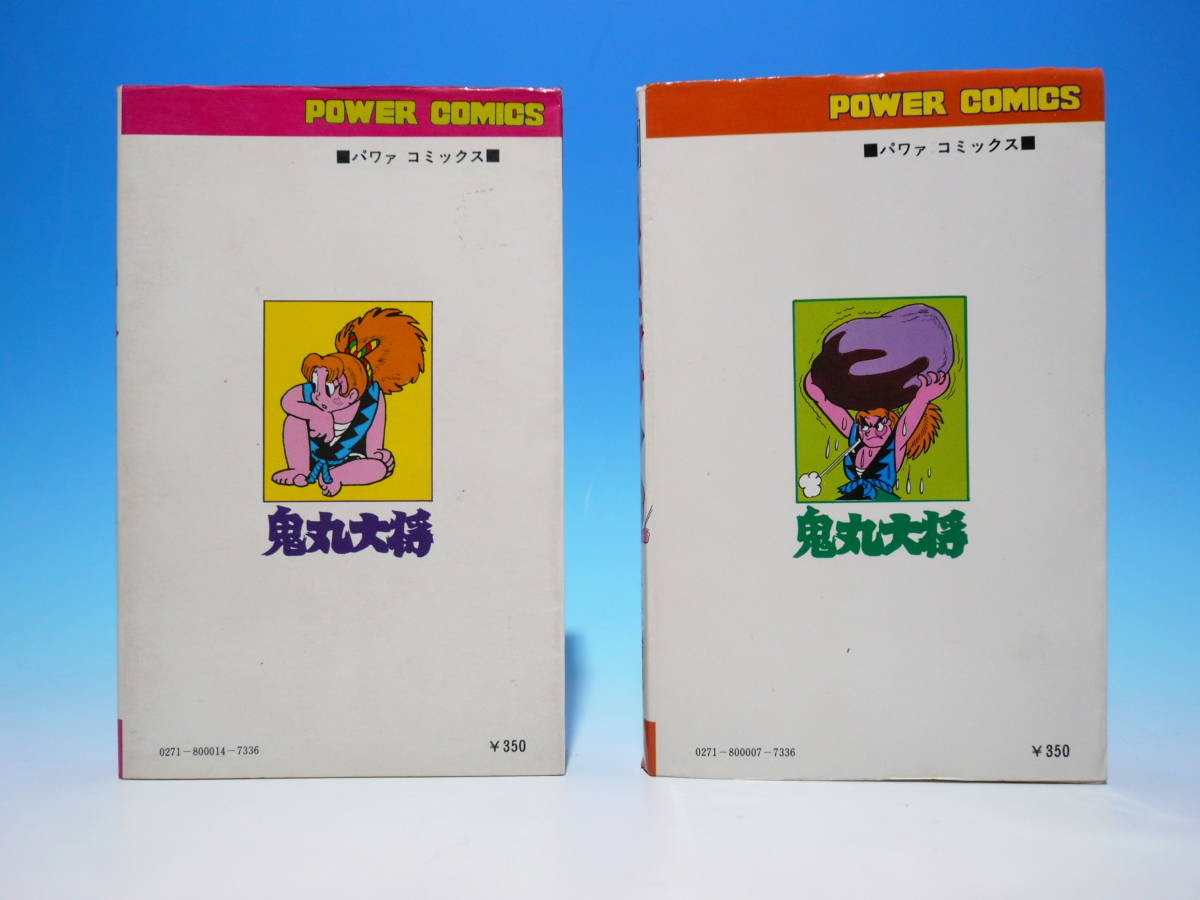 POWER COMICS
■パワァ コミックス■
鬼丸大将
0271-800014-7336
¥350
POWER COMICS
■パワァ コミックス■
鬼丸大将
0271-800007-7336
¥350